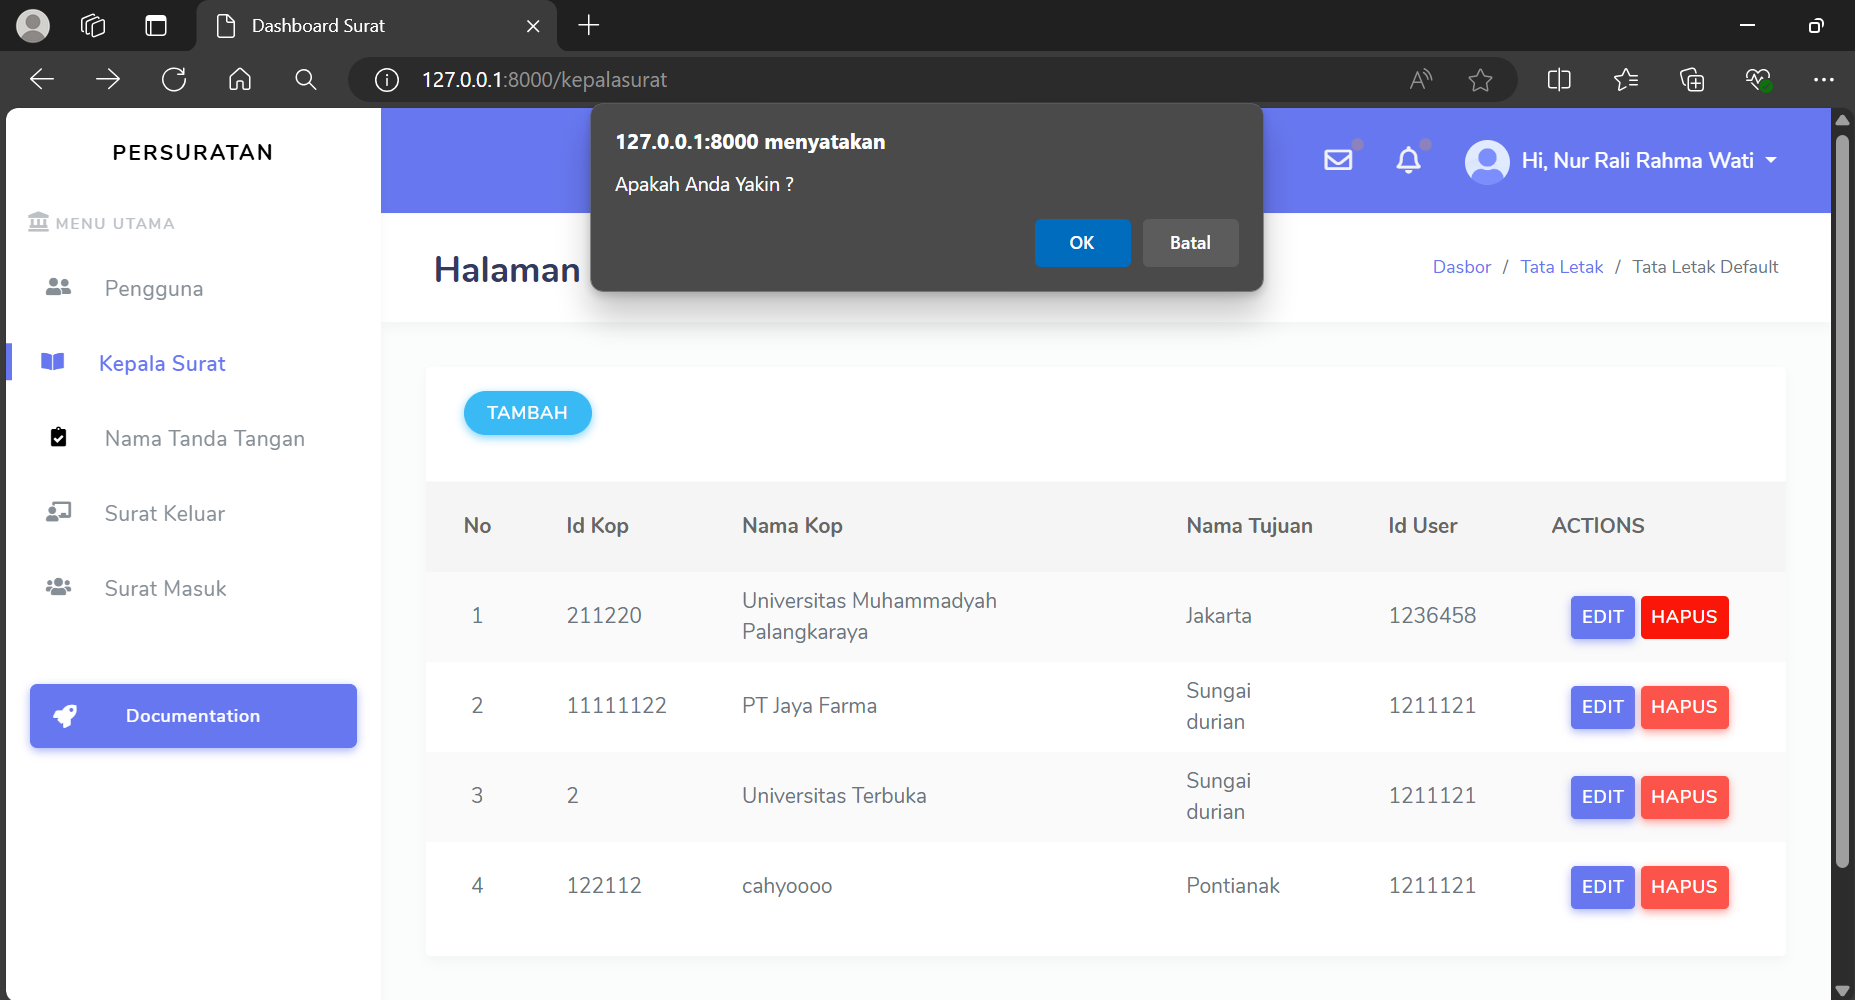 Dashboard Surat
127.0.0.1:8000/kepalasurat
127.0.0.1:8000 menyatakan
Apakah Anda Yakin ?
OK
Batal
PERSURATAN
Hi, Nur Rali Rahma Wati
MENU UTAMA
Pengguna
Kepala Surat
Nama Tanda Tangan
Surat Keluar
Surat Masuk
Documentation
Halaman
Dasbor / Tata Letak / Tata Letak Default
TAMBAH
No Id Kop Nama Kop Nama Tujuan Id User ACTIONS
1 211220 Universitas Muhammadyah Palangkaraya Jakarta 1236458 EDIT HAPUS
2 11111122 PT Jaya Farma Sungai durian 1211121 EDIT HAPUS
3 2 Universitas Terbuka Sungai durian 1211121 EDIT HAPUS
4 122112 cahyoooo Pontianak 1211121 EDIT HAPUS